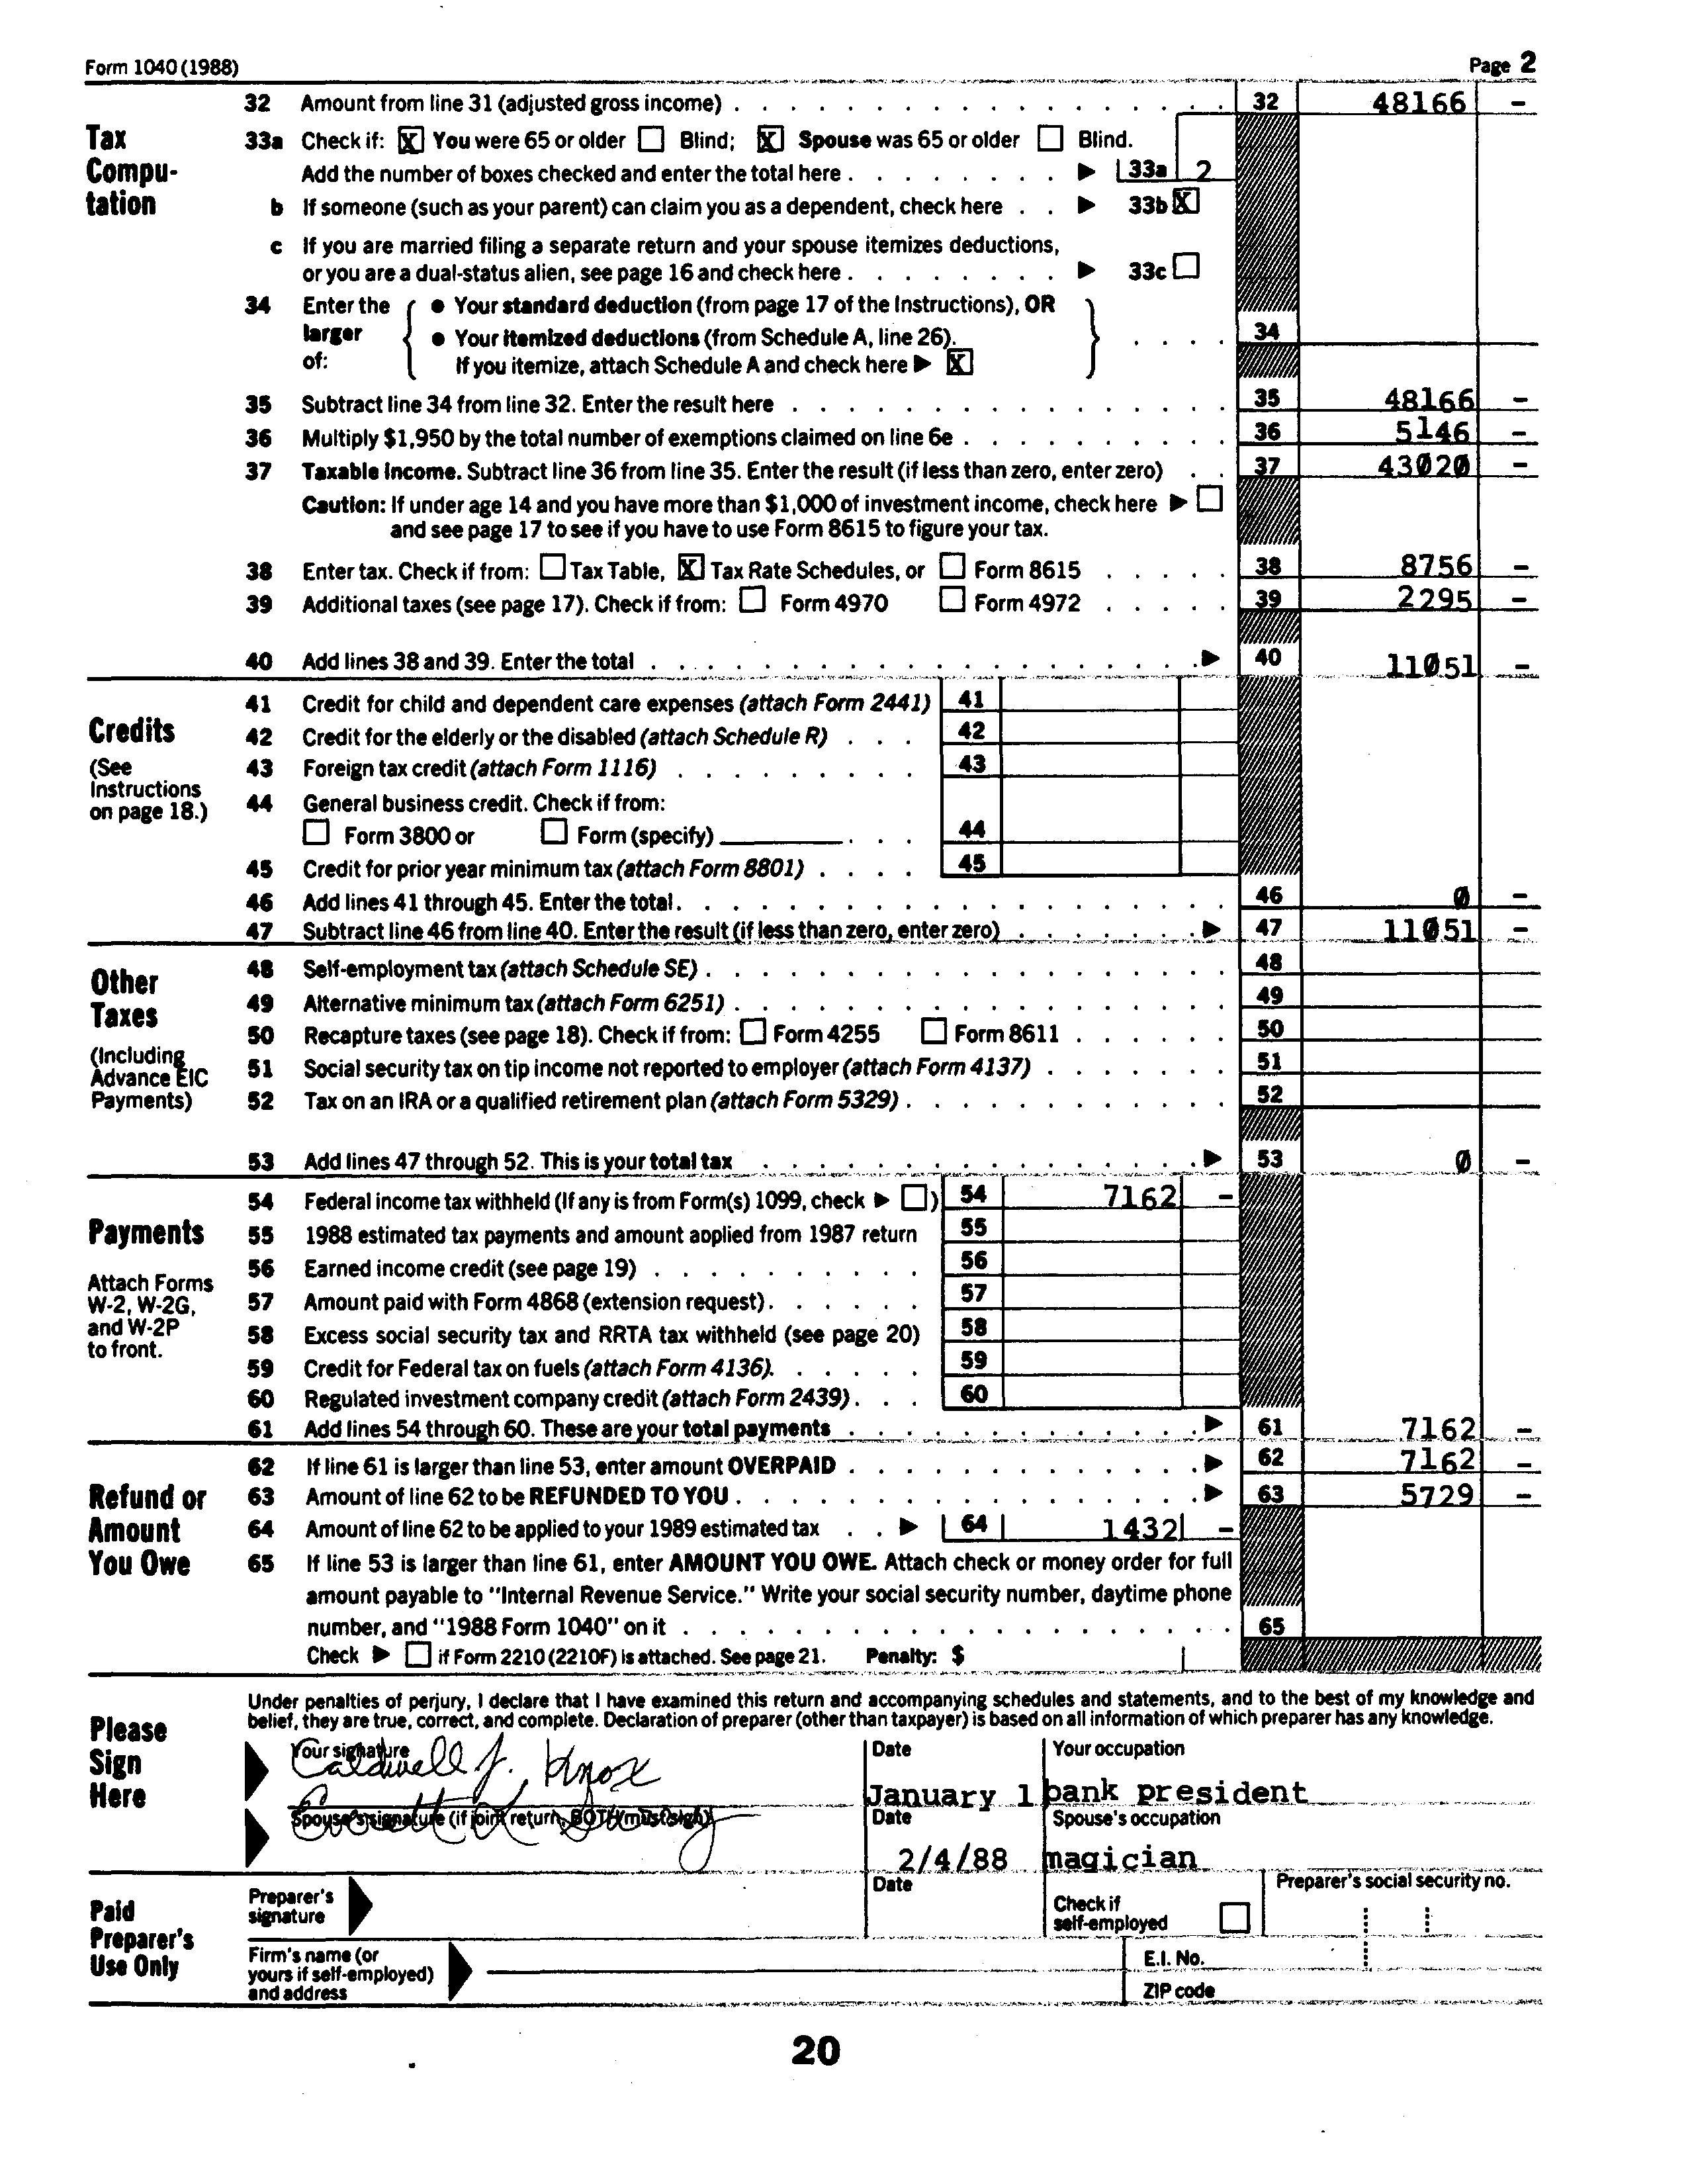 Form 1040 (1988) Page 2
32 Amount from line 31 (adjusted gross income) . . . 32 48166 –
Tax Compu- tation
33a Check if: [X] You were 65 or older [ ] Blind; [X] Spouse was 65 or older [ ] Blind.
Add the number of boxes checked and enter the total here . . . ▶ 33a 2
b If someone (such as your parent) can claim you as a dependent, check here . . ▶ 33b [X]
c If you are married filing a separate return and your spouse itemizes deductions,
or you are a dual-status alien, see page 16 and check here . . . ▶ 33c [ ]
34 Enter the larger of: { • Your standard deduction (from page 17 of the Instructions), OR
• Your itemized deductions (from Schedule A, line 26). } . . . . 34
If you itemize, attach Schedule A and check here ▶ [X]
35 Subtract line 34 from line 32. Enter the result here . . . 35 48166 –
36 Multiply $1,950 by the total number of exemptions claimed on line 6e . . . 36 5146 –
37 Taxable income. Subtract line 36 from line 35. Enter the result (if less than zero, enter zero) . . 37 43020 –
Caution: If under age 14 and you have more than $1,000 of investment income, check here ▶ [ ]
and see page 17 to see if you have to use Form 8615 to figure your tax.
38 Enter tax. Check if from: [ ] Tax Table, [X] Tax Rate Schedules, or [ ] Form 8615 . . . 38 8756 –
39 Additional taxes (see page 17). Check if from: [ ] Form 4970 [ ] Form 4972 . . . 39 2295 –
40 Add lines 38 and 39. Enter the total . . . ▶ 40 11051 –
Credits
(See Instructions on page 18.)
41 Credit for child and dependent care expenses (attach Form 2441) 41
42 Credit for the elderly or the disabled (attach Schedule R) . . . 42
43 Foreign tax credit (attach Form 1116) . . . 43
44 General business credit. Check if from:
[ ] Form 3800 or [ ] Form (specify) ______ . . . 44
45 Credit for prior year minimum tax (attach Form 8801) . . . . 45
46 Add lines 41 through 45. Enter the total. . . . 46 0 –
47 Subtract line 46 from line 40. Enter the result (if less than zero, enter zero) . . . ▶ 47 11051 –
Other Taxes
(Including Advance EIC Payments)
48 Self-employment tax (attach Schedule SE) . . . 48
49 Alternative minimum tax (attach Form 6251) . . . 49
50 Recapture taxes (see page 18). Check if from: [ ] Form 4255 [ ] Form 8611 . . . 50
51 Social security tax on tip income not reported to employer (attach Form 4137) . . . 51
52 Tax on an IRA or a qualified retirement plan (attach Form 5329) . . . 52
53 Add lines 47 through 52. This is your total tax . . . ▶ 53 0 –
Payments
Attach Forms W-2, W-2G, and W-2P to front.
54 Federal income tax withheld (If any is from Form(s) 1099, check ▶ [ ]) 54 7162 –
55 1988 estimated tax payments and amount applied from 1987 return 55
56 Earned income credit (see page 19) . . . 56
57 Amount paid with Form 4868 (extension request) . . . 57
58 Excess social security tax and RRTA tax withheld (see page 20) 58
59 Credit for Federal tax on fuels (attach Form 4136). . . . 59
60 Regulated investment company credit (attach Form 2439) . . . 60
61 Add lines 54 through 60. These are your total payments . . . ▶ 61 7162 –
Refund or Amount You Owe
62 If line 61 is larger than line 53, enter amount OVERPAID . . . ▶ 62 7162 –
63 Amount of line 62 to be REFUNDED TO YOU . . . ▶ 63 5729 –
64 Amount of line 62 to be applied to your 1989 estimated tax . . ▶ 64 1432 –
65 If line 53 is larger than line 61, enter AMOUNT YOU OWE. Attach check or money order for full
amount payable to "Internal Revenue Service." Write your social security number, daytime phone
number, and "1988 Form 1040" on it . . . 65
Check ▶ [ ] if Form 2210 (2210F) is attached. See page 21. Penalty: $
Please Sign Here
Under penalties of perjury, I declare that I have examined this return and accompanying schedules and statements, and to the best of my knowledge and
belief, they are true, correct, and complete. Declaration of preparer (other than taxpayer) is based on all information of which preparer has any knowledge.
Your signature Caldwell J. Knox Date January 1 Your occupation bank president
Spouse's signature (if joint return, BOTH must sign) Date 2/4/88 Spouse's occupation magician
Paid Preparer's Use Only
Preparer's signature Date Check if self-employed [ ] Preparer's social security no.
Firm's name (or yours if self-employed) and address E.I. No.
ZIP code
20